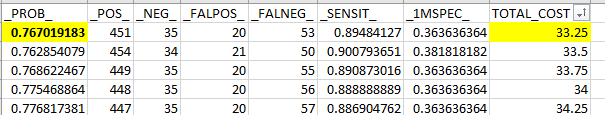 _PROB_ _POS_ _NEG_ _FALPOS_ _FALNEG_ _SENSIT_ _1MSPEC_ TOTAL_COST
0.767019183 451 35 20 53 0.89484127 0.363636364 33.25
0.762854079 454 34 21 50 0.900793651 0.381818182 33.5
0.768622467 449 35 20 55 0.890873016 0.363636364 33.75
0.775468864 448 35 20 56 0.888888889 0.363636364 34
0.776817381 447 35 20 57 0.886904762 0.363636364 34.25